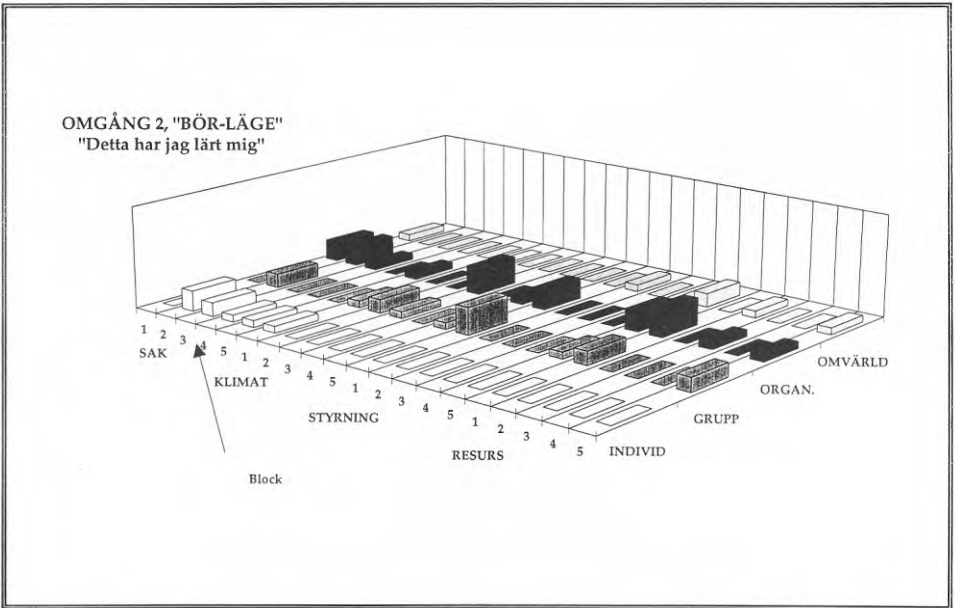 OMGÅNG 2, "BÖR-LÄGE"
"Detta har jag lärt mig"
1 2 3 4 5 1 2 3 4 5 1 2 3 4 5 1 2 3 4 5
SAK
KLIMAT
STYRNING
RESURS
INDIVID
GRUPP
ORGAN.
OMVÄRLD
Block